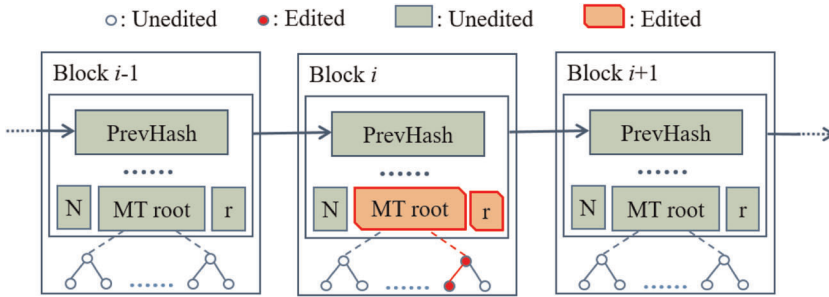 : Unedited : Edited : Unedited : Edited
Block i-1 Block i Block i+1
PrevHash PrevHash PrevHash
...... ...... ......
N MT root r N MT root r N MT root r
...... ...... ......